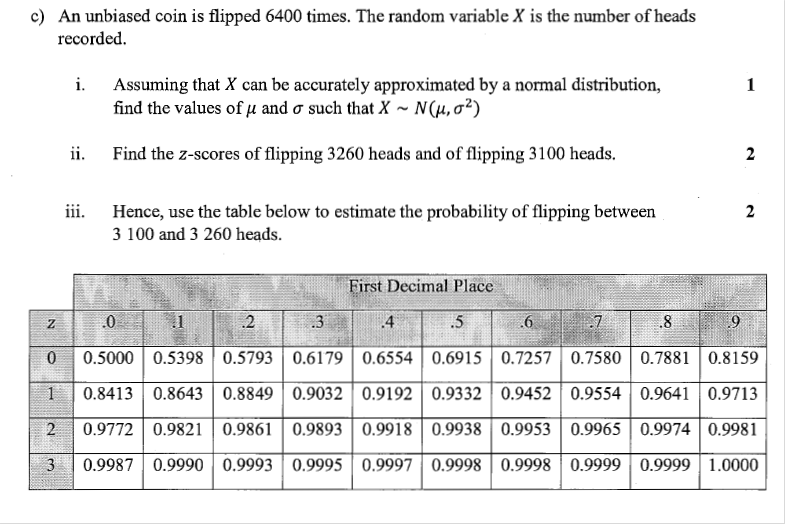 c) An unbiased coin is flipped 6400 times. The random variable X is the number of heads
recorded.
i. Assuming that X can be accurately approximated by a normal distribution, 1
find the values of μ and σ such that X ~ N(μ, σ²)
ii. Find the z-scores of flipping 3260 heads and of flipping 3100 heads. 2
iii. Hence, use the table below to estimate the probability of flipping between 2
3 100 and 3 260 heads.
First Decimal Place
z .0 .1 .2 .3 .4 .5 .6 .7 .8 .9
0 0.5000 0.5398 0.5793 0.6179 0.6554 0.6915 0.7257 0.7580 0.7881 0.8159
1 0.8413 0.8643 0.8849 0.9032 0.9192 0.9332 0.9452 0.9554 0.9641 0.9713
2 0.9772 0.9821 0.9861 0.9893 0.9918 0.9938 0.9953 0.9965 0.9974 0.9981
3 0.9987 0.9990 0.9993 0.9995 0.9997 0.9998 0.9998 0.9999 0.9999 1.0000